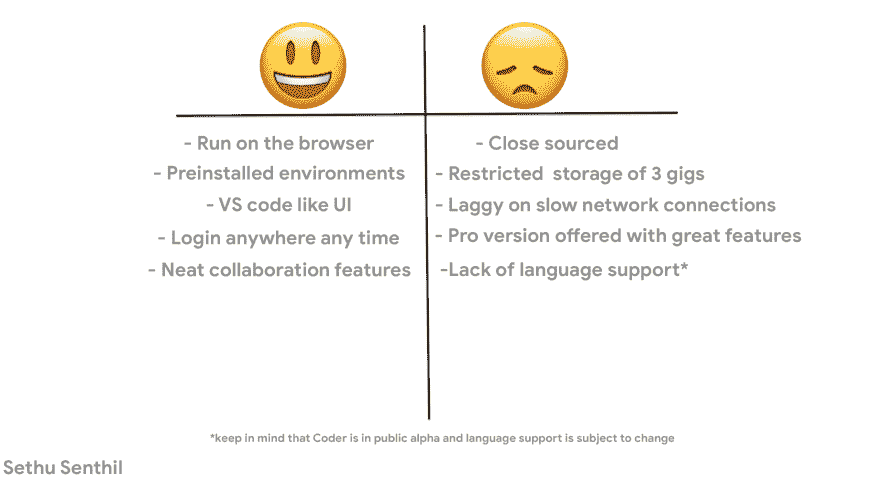 - Run on the browser
- Preinstalled environments
- VS code like UI
- Login anywhere any time
- Neat collaboration features
- Close sourced
- Restricted  storage of 3 gigs
- Laggy on slow network connections
- Pro version offered with great features
-Lack of language support*
*keep in mind that Coder is in public alpha and language support is subject to change
Sethu Senthil